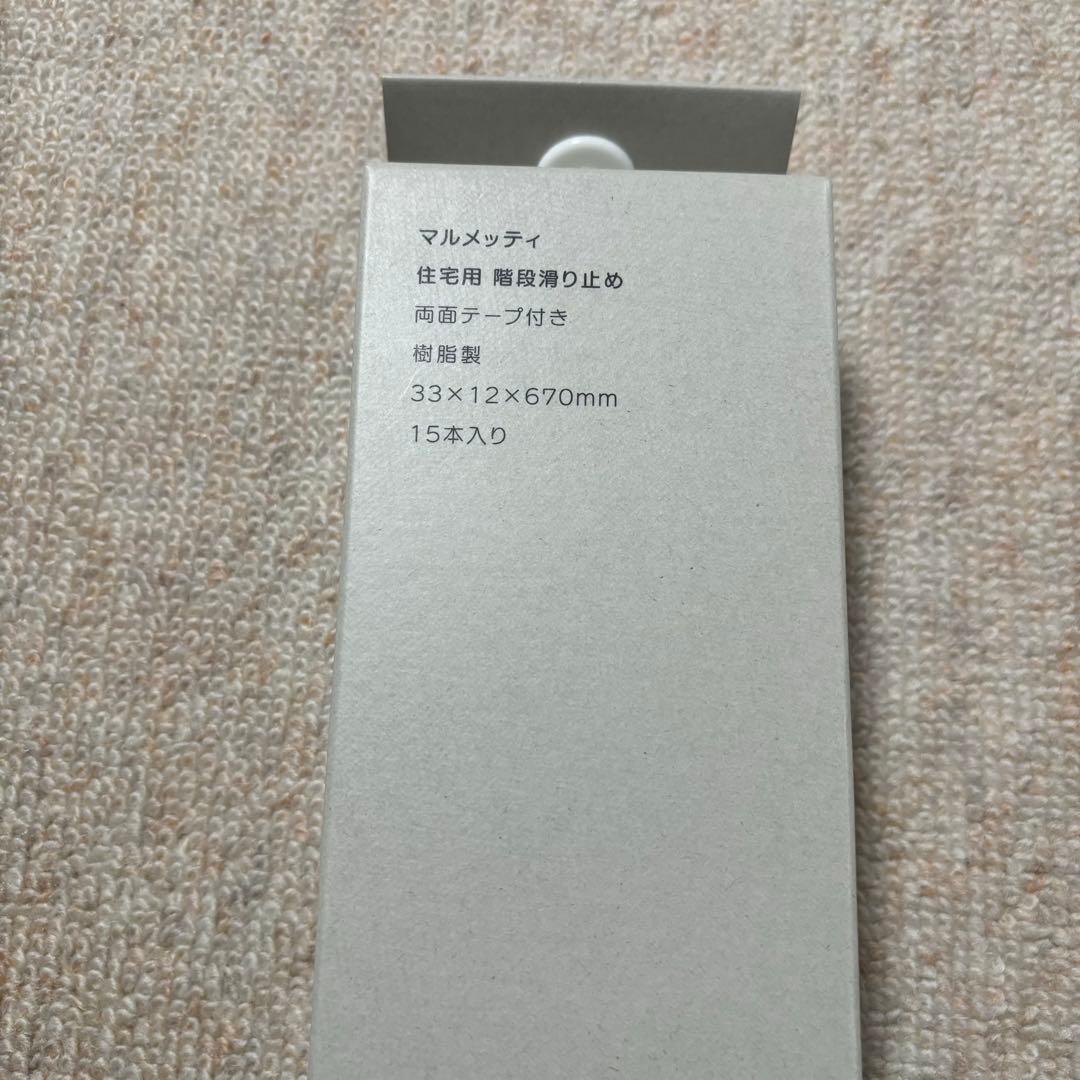 マルメッティ
住宅用 階段滑り止め
両面テープ付き
樹脂製
33×12×670mm
15本入り